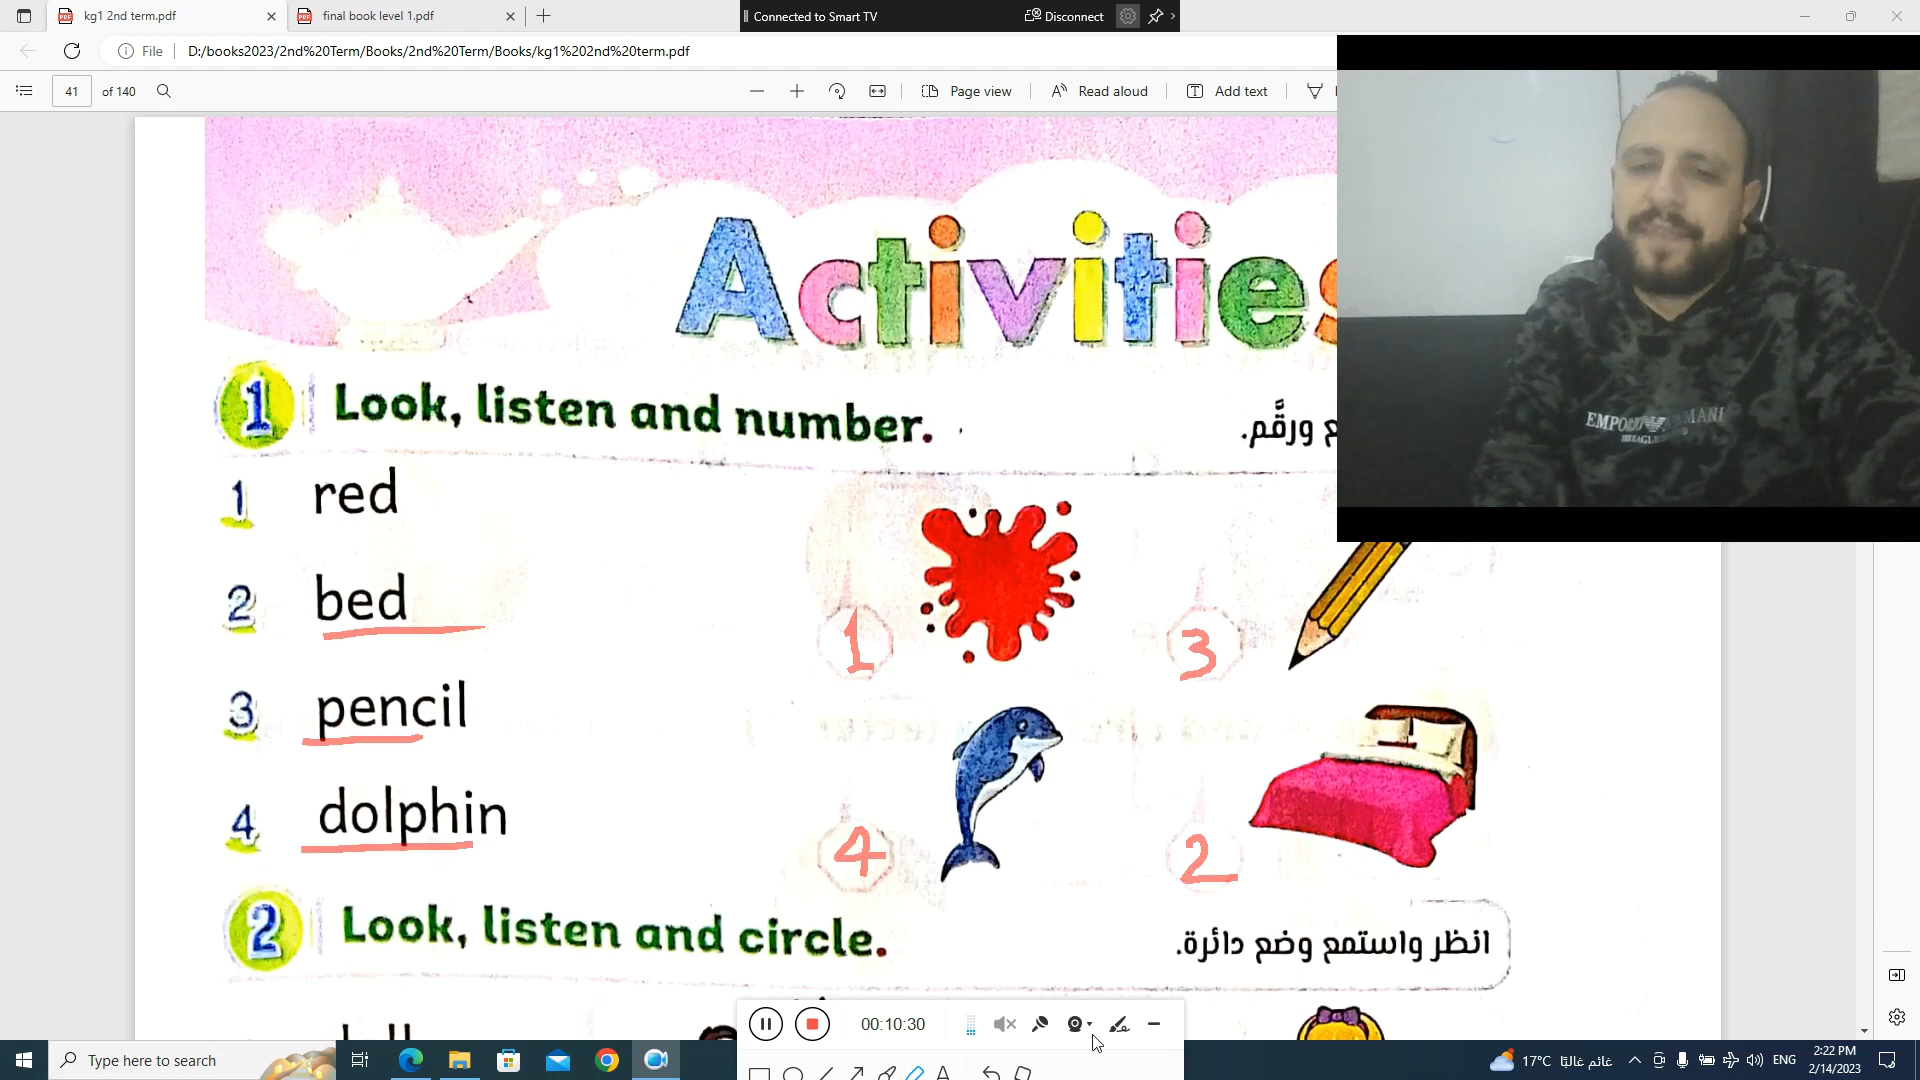 kg1 2nd term.pdf
final book level 1.pdf
Connected to Smart TV
Disconnect
File
D:/books2023/2nd%20Term/Books/2nd%20Term/Books/kg1%202nd%20term.pdf
41
of 140
Page view
Read aloud
Add text
Activities
1 Look, listen and number.
ورقَّم.
1 red
2 bed
3 pencil
4 dolphin
1
3
4
2
EMPORIO ARMANI
2 Look, listen and circle.
انظر واستمع وضع دائرة.
00:10:30
Type here to search
17°C
غائم غالبًا
ENG
2:22 PM
2/14/2023